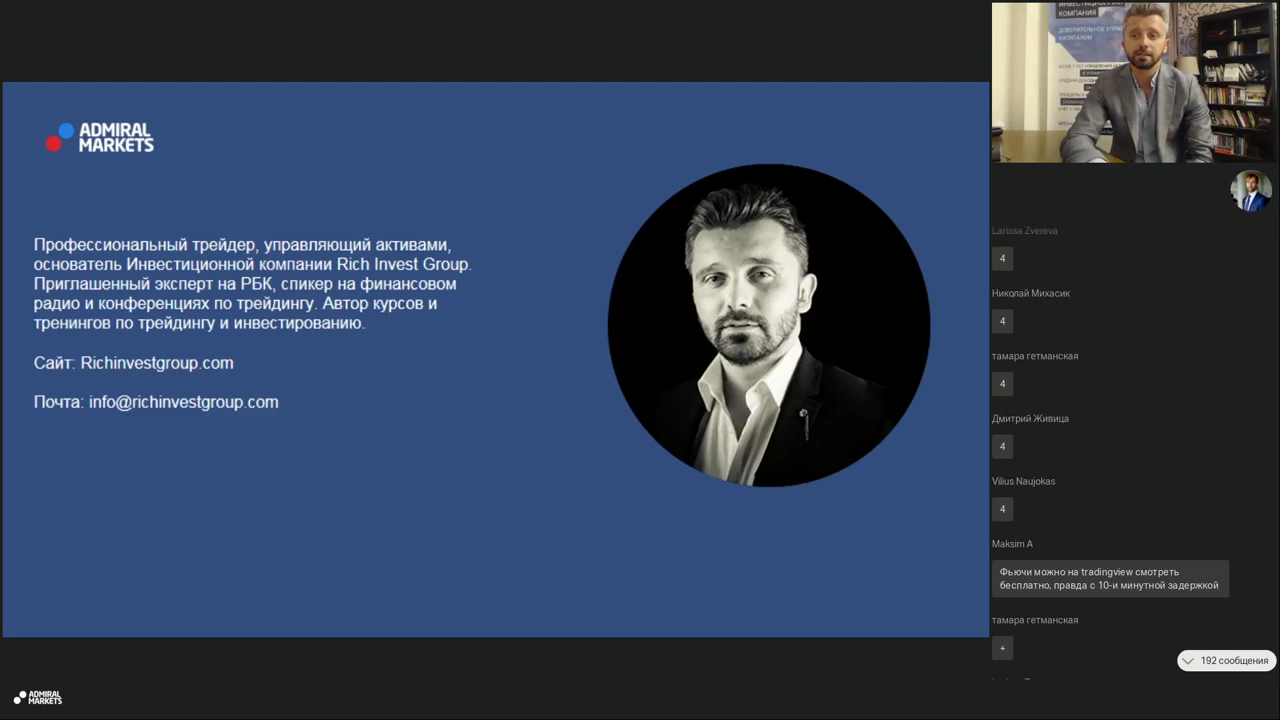 ADMIRAL
MARKETS
Профессиональный трейдер, управляющий активами,
основатель Инвестиционной компании Rich Invest Group.
Приглашенный эксперт на РБК, спикер на финансовом
радио и конференциях по трейдингу. Автор курсов и
тренингов по трейдингу и инвестированию.
Сайт: Richinvestgroup.com
Почта: info@richinvestgroup.com
ADMIRAL
MARKETS
КОМПАНИЯ
ДОВЕРИТЕЛЬНОЕ
КАПИТАЛОМ
Larissa Zvereva
4
Николай Михасик
4
тамара гетманская
4
Дмитрий Живица
4
Vilius Naujokas
4
Maksim A
Фьючи можно на tradingview смотреть
бесплатно, правда с 10-и минутной задержкой
тамара гетманская
+
192 сообщения